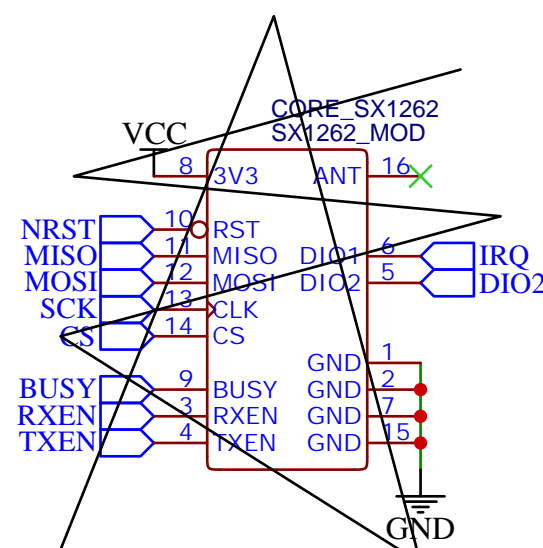 CORE_SX1262
SX1262_MOD
VCC
8 3V3 ANT 16
NRST 10 RST
MISO 11 MISO DIO1 6 IRQ
MOSI 12 MOSI DIO2 5 DIO2
SCK 13 CLK
CS 14 CS
GND 1
BUSY 9 BUSY GND 2
RXEN 3 RXEN GND 7
TXEN 4 TXEN GND 15
GND